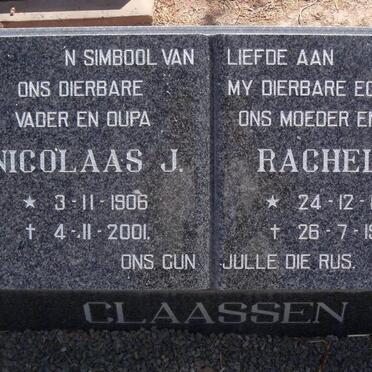 'N SIMBOOL VAN LIEFDE AAN
ONS DIERBARE
VADER EN OUPA
NICOLAAS J.
★ 3-11-1906
† 4-11-2001.
MY DIERBARE
ONS MOEDER
RACHEL
★ 24-12-
† 26-7-
ONS GUN JULLE DIE RUS.
CLAASSEN